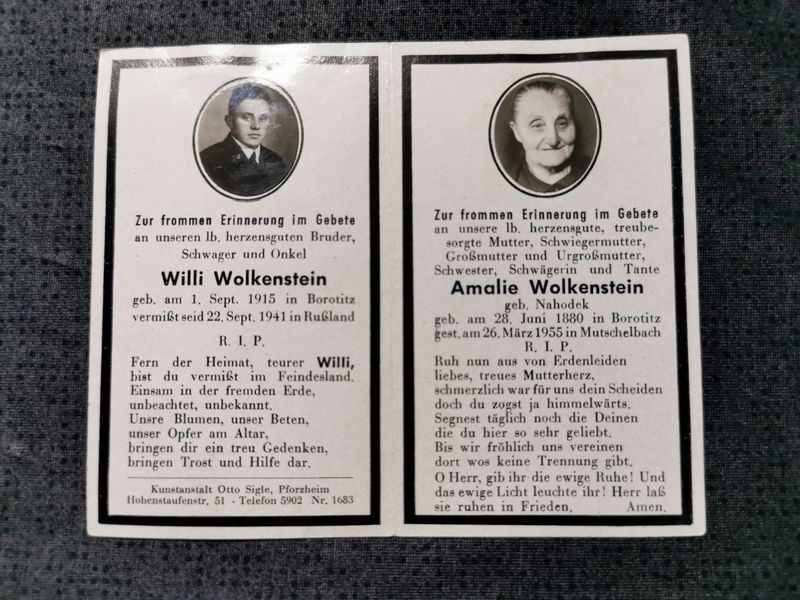 Zur frommen Erinnerung im Gebete
an unseren lb. herzensguten Bruder,
Schwager und Onkel
Willi Wolkenstein
geb. am 1. Sept. 1915 in Borotitz
vermißt seid 22. Sept. 1941 in Rußland
R. I. P.
Fern der Heimat, teurer Willi,
bist du vermißt im Feindesland.
Einsam in der fremden Erde,
unbeachtet, unbekannt.
Unsre Blumen, unser Beten,
unser Opfer am Altar,
bringen dir ein treu Gedenken,
bringen Trost und Hilfe dar.
Kunstanstalt Otto Sigle, Pforzheim
Hohenstaufenstr. 51 - Telefon 5902 Nr. 1683
Zur frommen Erinnerung im Gebete
an unsere lb. herzensgute, treube-
sorgte Mutter, Schwiegermutter,
Großmutter und Urgroßmutter,
Schwester, Schwägerin und Tante
Amalie Wolkenstein
geb. Nahodek
geb. am 28. Juni 1880 in Borotitz
gest. am 26. März 1955 in Mutschelbach
R. I. P.
Ruh nun aus von Erdenleiden
liebes, treues Mutterherz,
schmerzlich war für uns dein Scheiden
doch du zogst ja himmelwärts.
Segnest täglich noch die Deinen
die du hier so sehr geliebt.
Bis wir fröhlich uns vereinen
dort wos keine Trennung gibt.
O Herr, gib ihr die ewige Ruhe! Und
das ewige Licht leuchte ihr! Herr laß
sie ruhen in Frieden. Amen.